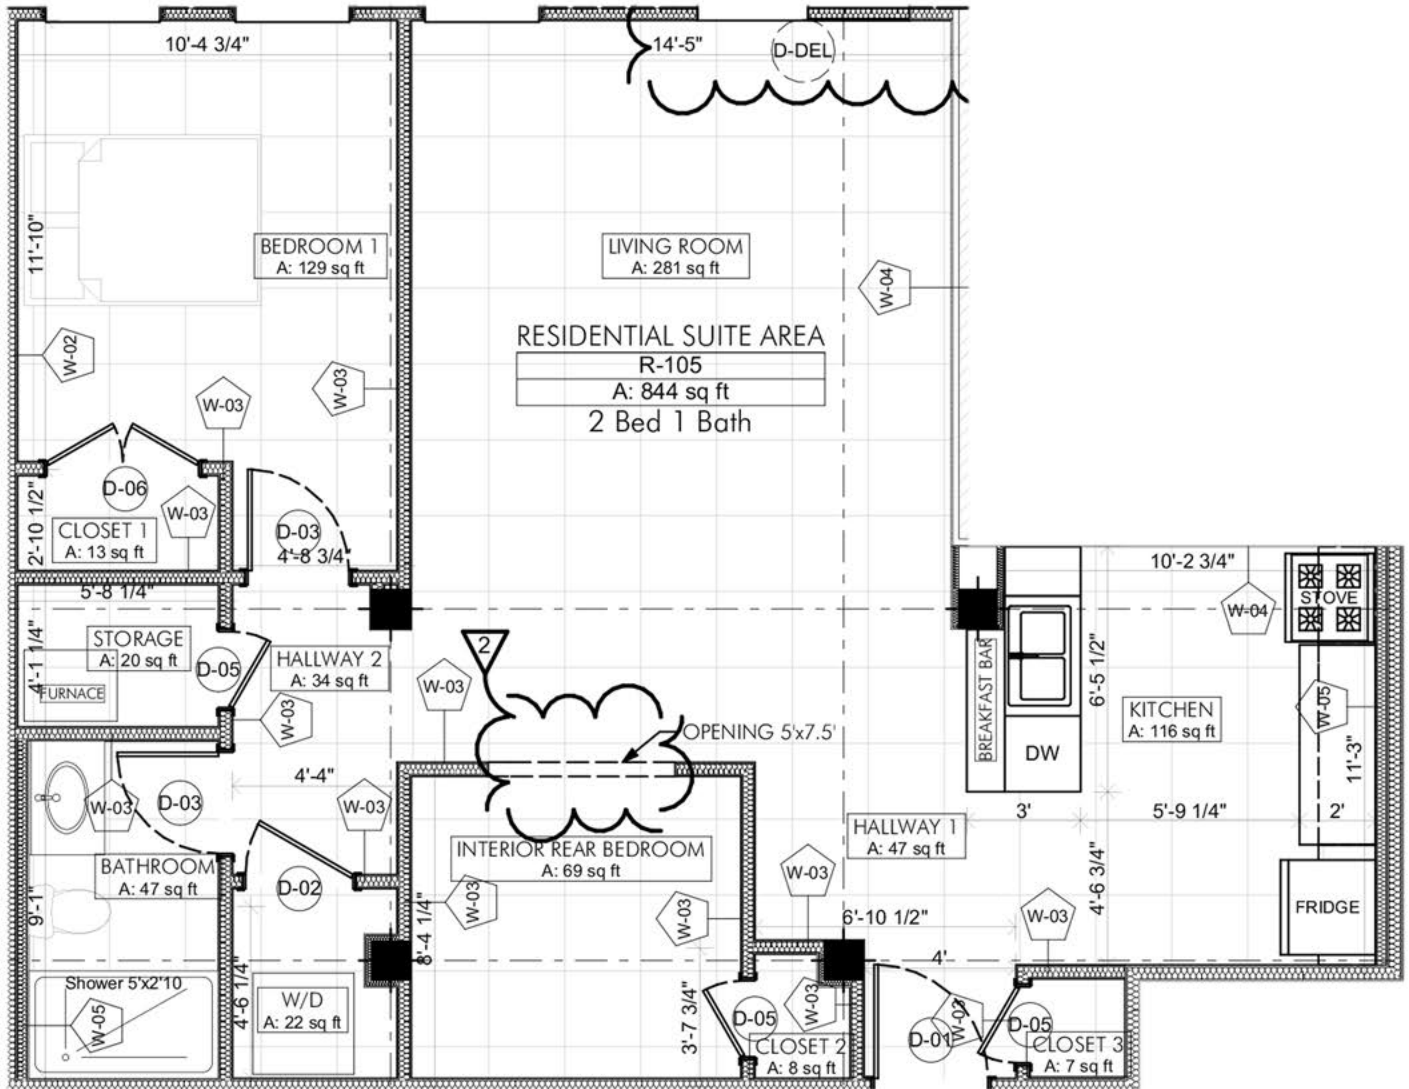 10'-4 3/4"
14'-5"
D-DEL
11'-10"
BEDROOM 1
A: 129 sq ft
LIVING ROOM
A: 281 sq ft
W-04
RESIDENTIAL SUITE AREA
R-105
A: 844 sq ft
2 Bed 1 Bath
W-02
W-03
W-03
D-06
W-03
2'-10 1/2"
CLOSET 1
A: 13 sq ft
D-03
4'-8 3/4"
5'-8 1/4"
10'-2 3/4"
STOVE
W-04
STORAGE
A: 20 sq ft
4'-1 1/4"
FURNACE
D-05
HALLWAY 2
A: 34 sq ft
2
W-03
W-03
OPENING 5'x7.5'
BREAKFAST BAR
6'-5 1/2"
DW
KITCHEN
A: 116 sq ft
W-05
11'-3"
4'-4"
W-03
D-03
W-03
3'
5'-9 1/4"
2'
HALLWAY 1
A: 47 sq ft
INTERIOR REAR BEDROOM
A: 69 sq ft
BATHROOM
A: 47 sq ft
D-02
W-03
W-03
W-03
9'-1"
8'-4 1/4"
6'-10 1/2"
4'-6 3/4"
W-03
FRIDGE
4'
Shower 5'x2'10
W-05
4'-6 1/4"
W/D
A: 22 sq ft
3'-7 3/4"
D-05
W-03
CLOSET 2
A: 8 sq ft
D-01
W-03
D-05
CLOSET 3
A: 7 sq ft